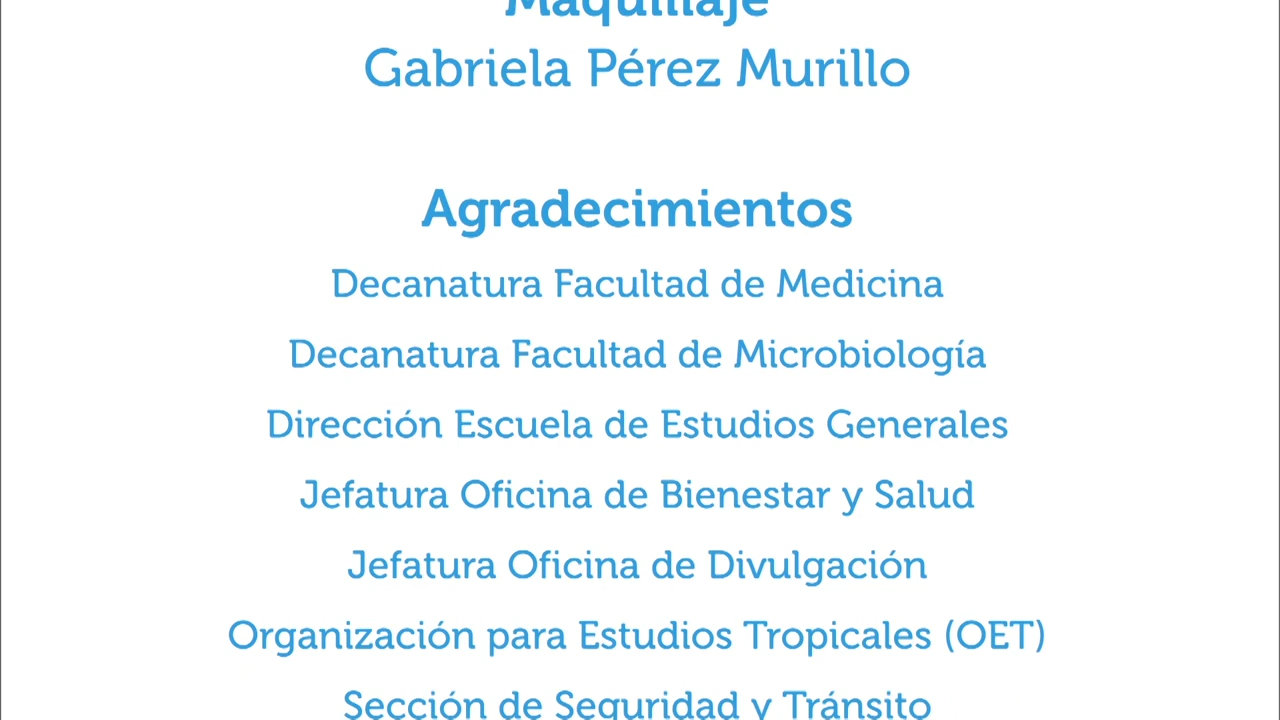 Maquillaje
Gabriela Pérez Murillo
Agradecimientos
Decanatura Facultad de Medicina
Decanatura Facultad de Microbiología
Dirección Escuela de Estudios Generales
Jefatura Oficina de Bienestar y Salud
Jefatura Oficina de Divulgación
Organización para Estudios Tropicales (OET)
Sección de Seguridad y Tránsito